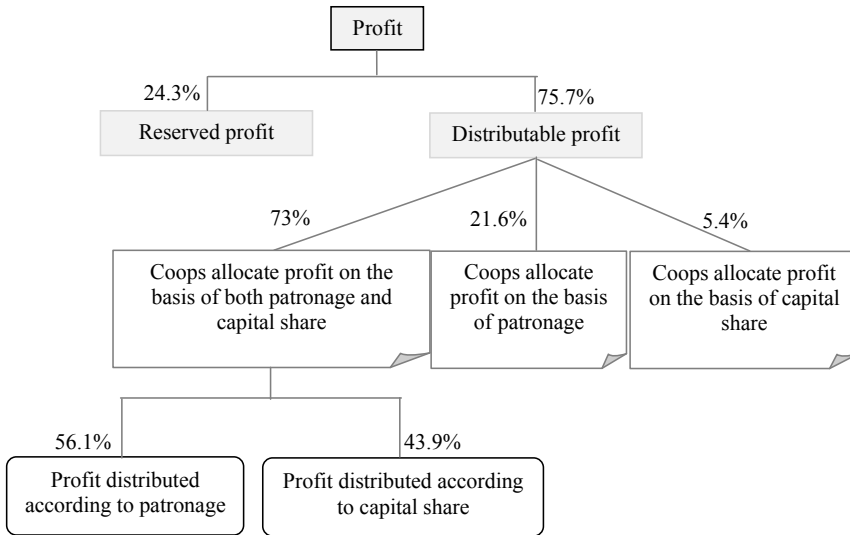 Profit
24.3%
75.7%
Reserved profit
Distributable profit
73%
21.6%
5.4%
Coops allocate profit on the
basis of both patronage and
capital share
Coops allocate
profit on the basis
of patronage
Coops allocate profit
on the basis of capital
share
56.1%
43.9%
Profit distributed
according to patronage
Profit distributed according
to capital share